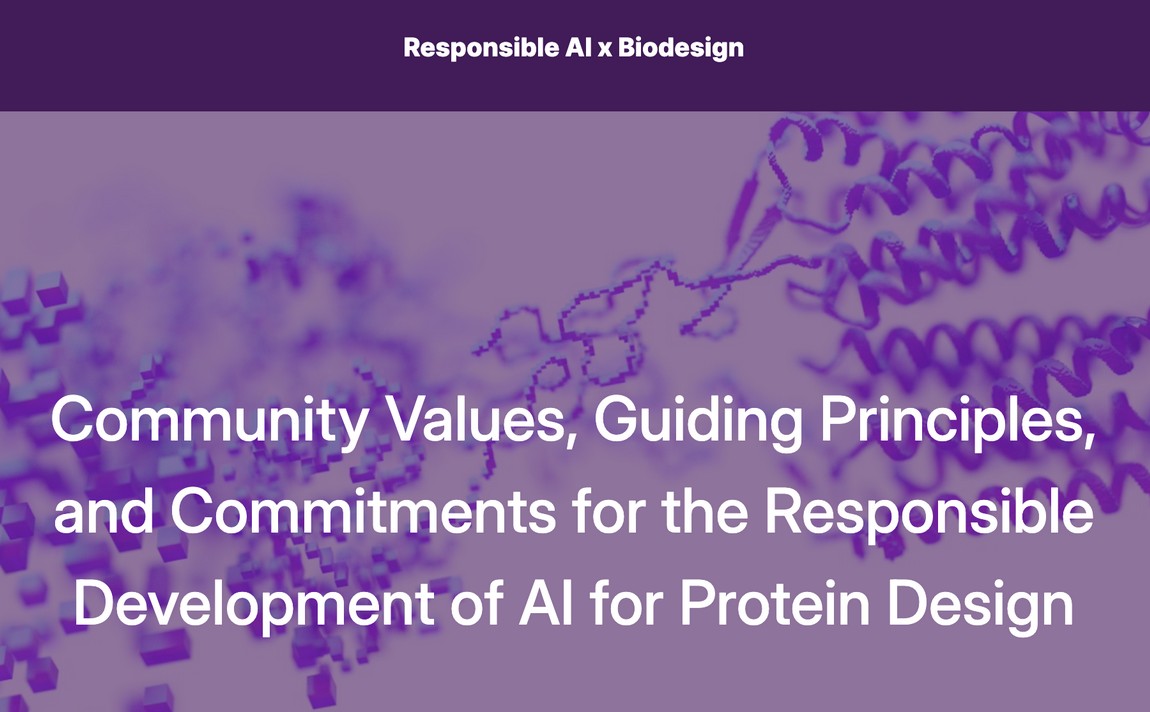 Responsible AI x Biodesign
Community Values, Guiding Principles,
and Commitments for the Responsible
Development of AI for Protein Design